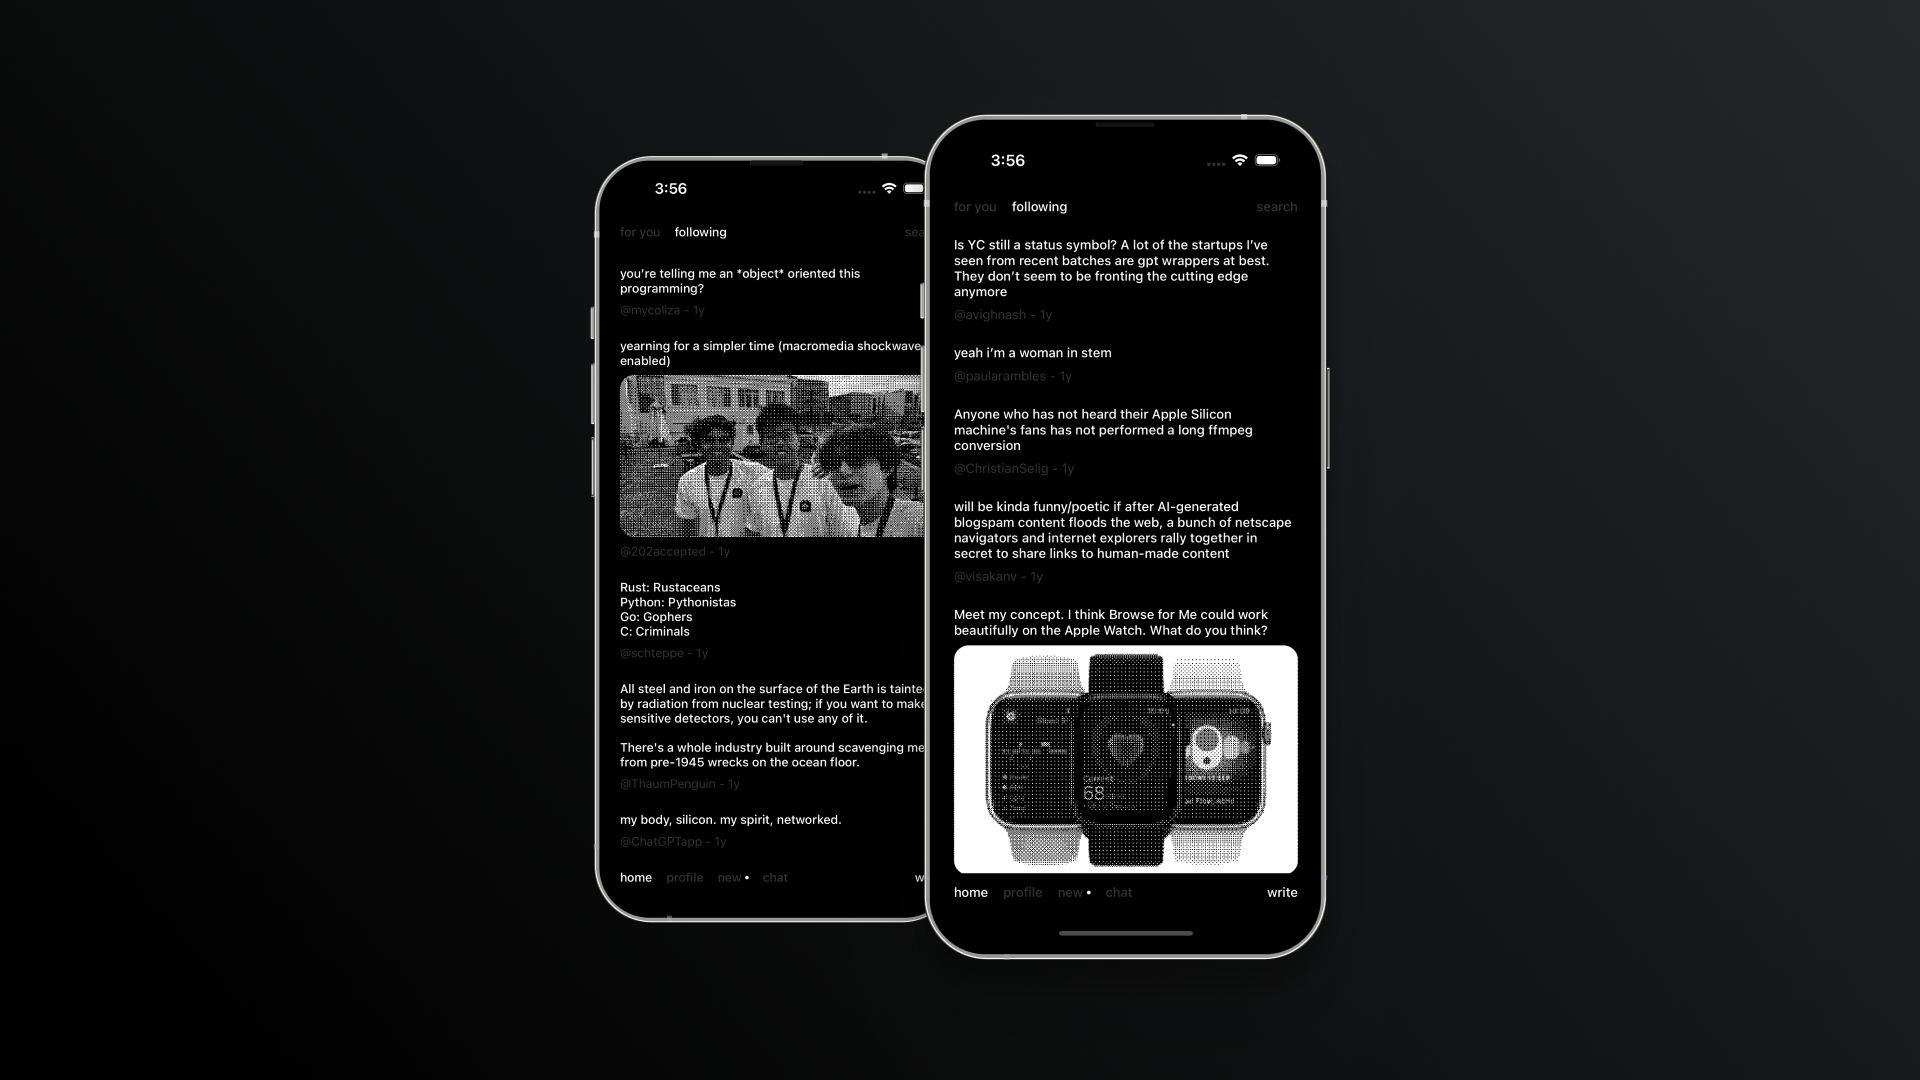 3:56
for you following sea
you're telling me an *object* oriented this
programming?
@mycoliza - 1y
yearning for a simpler time (macromedia shockwave
enabled)
@202accepted - 1y
Rust: Rustaceans
Python: Pythonistas
Go: Gophers
C: Criminals
@schteppe - 1y
All steel and iron on the surface of the Earth is tainte
by radiation from nuclear testing; if you want to make
sensitive detectors, you can't use any of it.
There's a whole industry built around scavenging me
from pre-1945 wrecks on the ocean floor.
@ThaumPenguin - 1y
my body, silicon. my spirit, networked.
@ChatGPTapp - 1y
home profile new • chat w
3:56
for you following search
Is YC still a status symbol? A lot of the startups I've
seen from recent batches are gpt wrappers at best.
They don't seem to be fronting the cutting edge
anymore
@avighnash - 1y
yeah i'm a woman in stem
@paularambles - 1y
Anyone who has not heard their Apple Silicon
machine's fans has not performed a long ffmpeg
conversion
@ChristianSelig - 1y
will be kinda funny/poetic if after AI-generated
blogspam content floods the web, a bunch of netscape
navigators and internet explorers rally together in
secret to share links to human-made content
@visakanv - 1y
Meet my concept. I think Browse for Me could work
beautifully on the Apple Watch. What do you think?
Current
68
home profile new • chat write